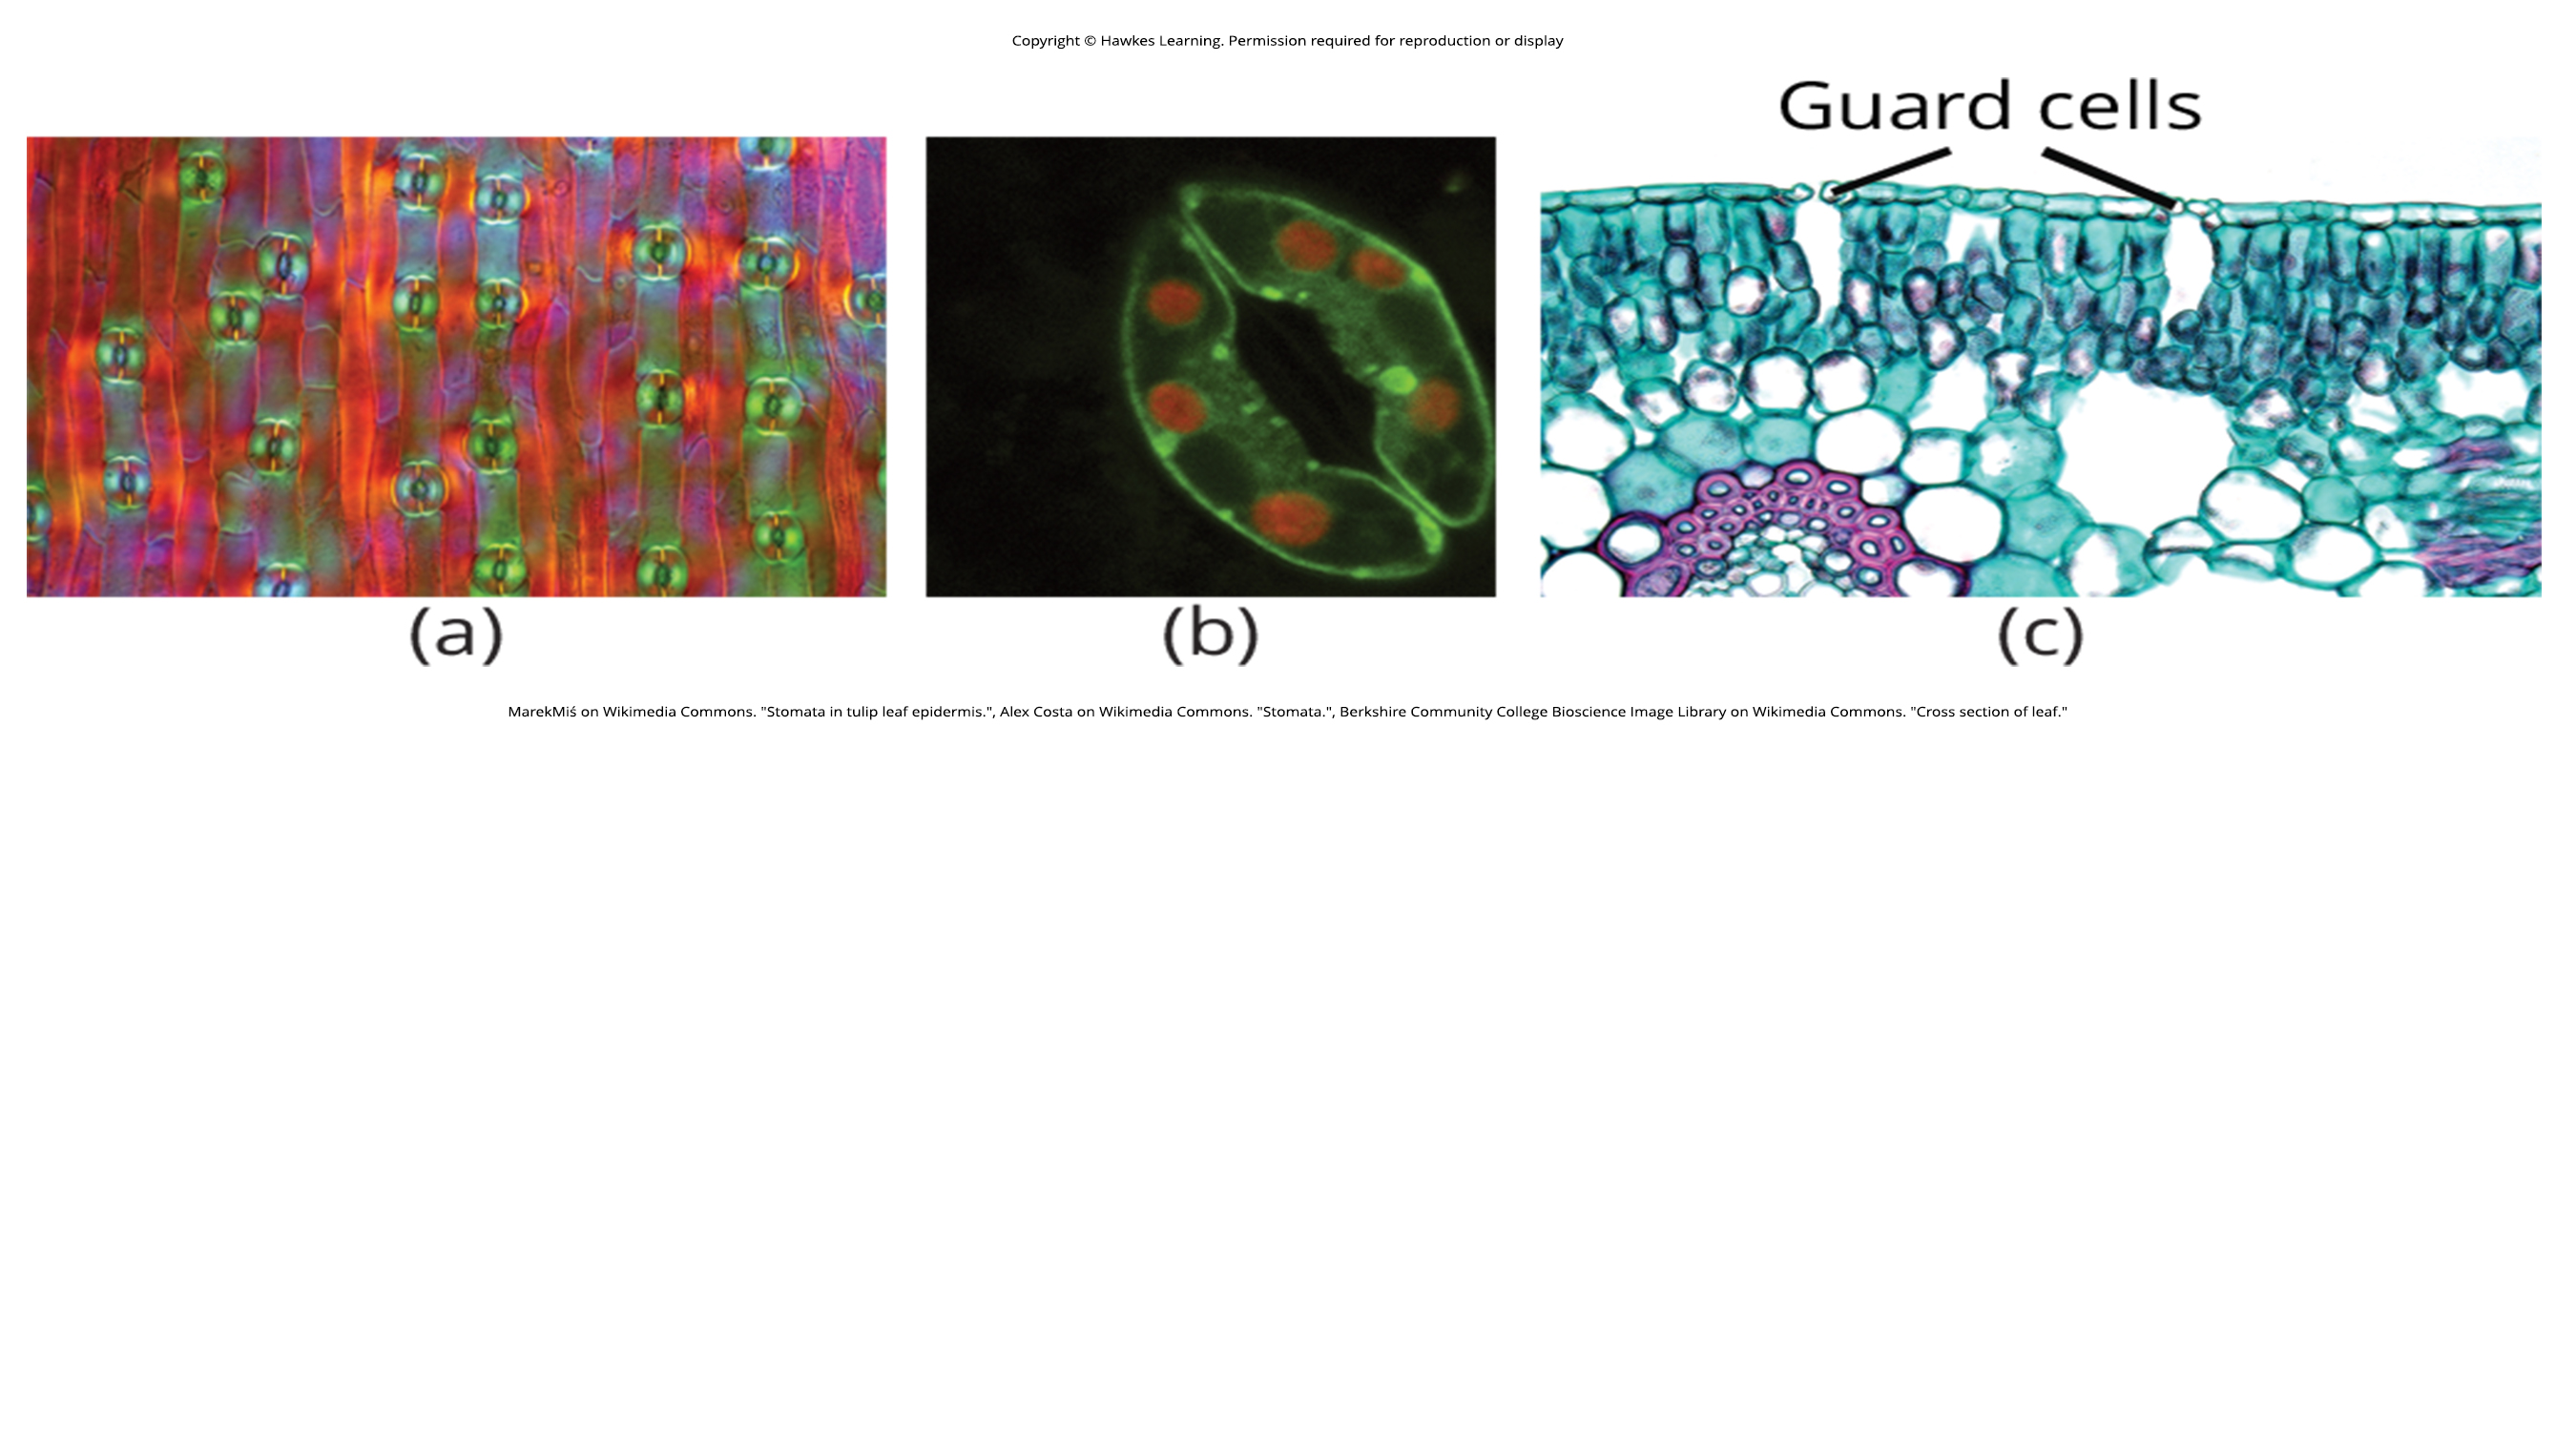 Copyright © Hawkes Learning. Permission required for reproduction or display
Guard cells
(a)
(b)
(c)
MarekMiś on Wikimedia Commons. "Stomata in tulip leaf epidermis.", Alex Costa on Wikimedia Commons. "Stomata.", Berkshire Community College Bioscience Image Library on Wikimedia Commons. "Cross section of leaf."